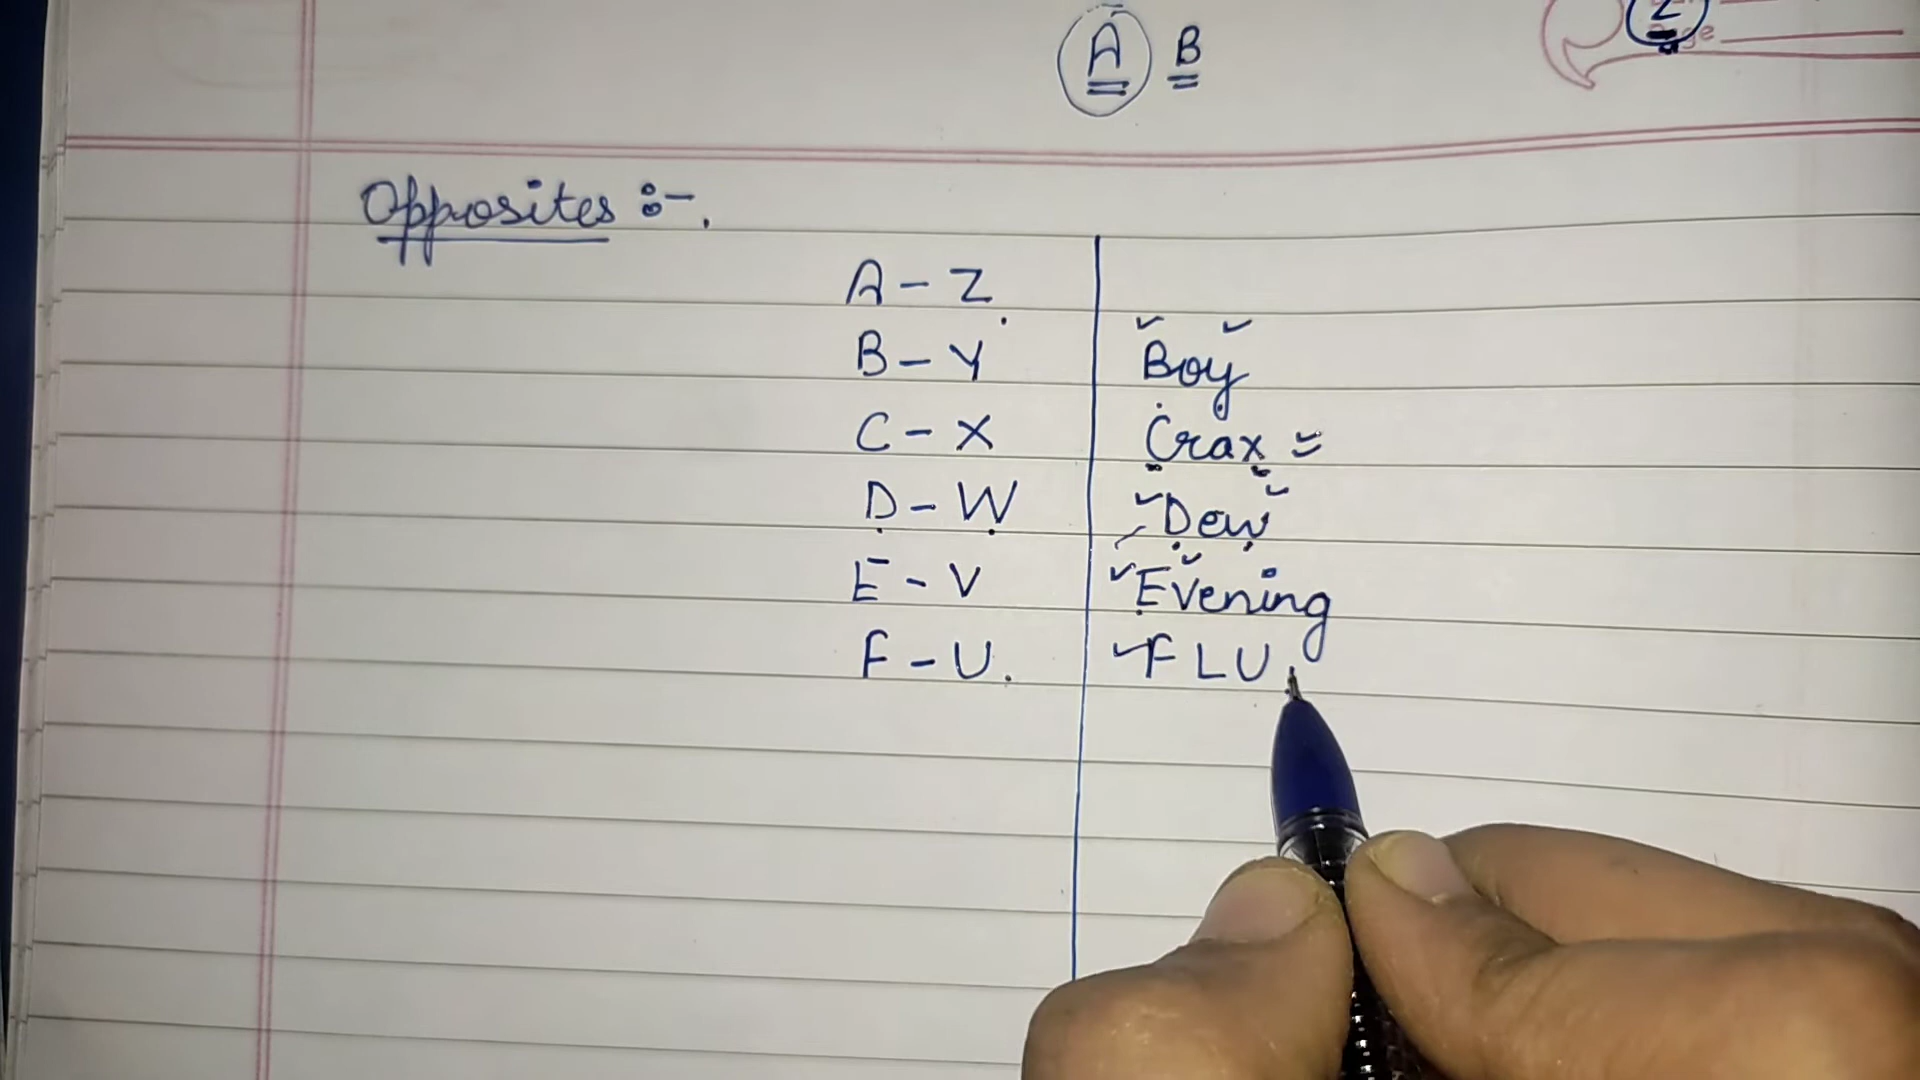 A B
Opposites :-.
A - Z
B - Y Boy
C - X Crax
D - W Dew
E - V Evening
F - U. FLU